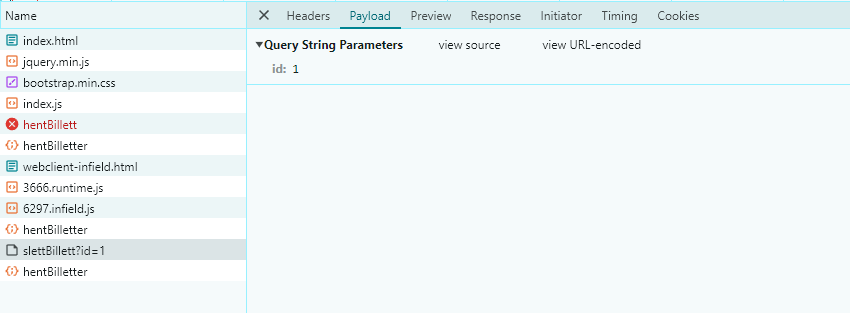 Name
Headers Payload Preview Response Initiator Timing Cookies
index.html
jquery.min.js
bootstrap.min.css
index.js
hentBillett
hentBilletter
webclient-infield.html
3666.runtime.js
6297.infield.js
hentBilletter
slettBillett?id=1
hentBilletter
Query String Parameters view source view URL-encoded
id: 1